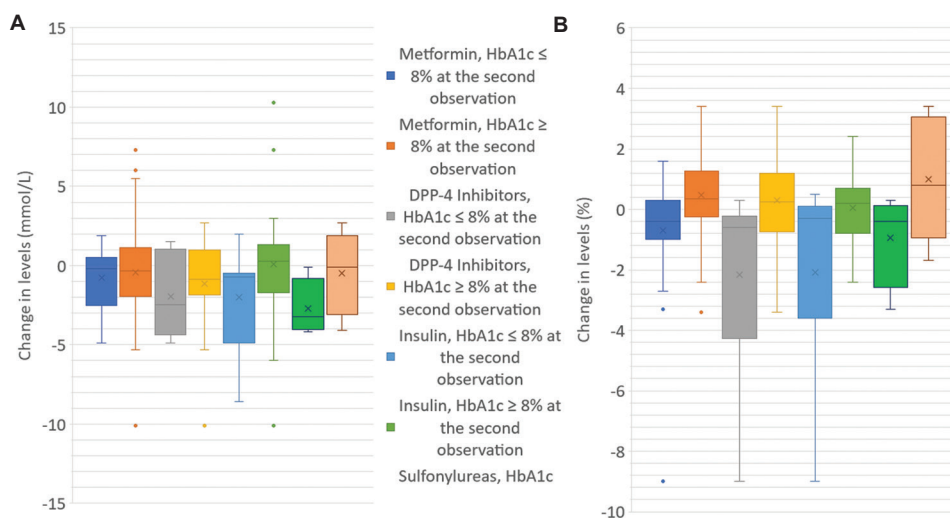 A
Change in levels (mmol/L)
15
10
5
0
-5
-10
-15
Metformin, HbA1c ≤
8% at the second
observation
Metformin, HbA1c ≥
8% at the second
observation
DPP-4 Inhibitors,
HbA1c ≤ 8% at the
second observation
DPP-4 Inhibitors,
HbA1c ≥ 8% at the
second observation
Insulin, HbA1c ≤ 8% at
the second
observation
Insulin, HbA1c ≥ 8% at
the second
observation
Sulfonylureas, HbA1c
B
Change in levels (%)
6
4
2
0
-2
-4
-6
-8
-10